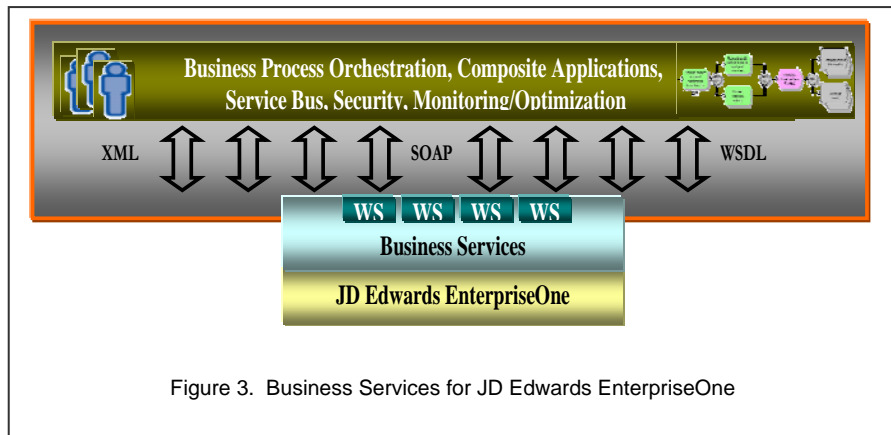 Business Process Orchestration, Composite Applications,
Service Bus, Security, Monitoring/Optimization
XML SOAP WSDL
WS WS WS WS
Business Services
JD Edwards EnterpriseOne
Figure 3. Business Services for JD Edwards EnterpriseOne